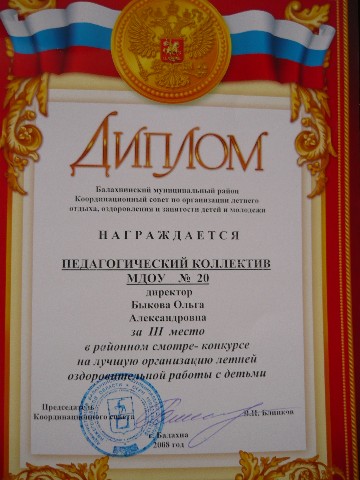 ДИПЛОМ
Балахнинский муниципальный район
Координационный совет по организации летнего
отдыха, оздоровления и занятости детей и молодежи
НАГРАЖДАЕТСЯ
ПЕДАГОГИЧЕСКИЙ КОЛЛЕКТИВ
МДОУ № 20
директор
Быкова Ольга
Александровна
за III место
в районном смотре- конкурсе
на лучшую организацию летней
оздоровительной работы с детьми
Председатель
Координационного совета
г. Балахна
2008 год